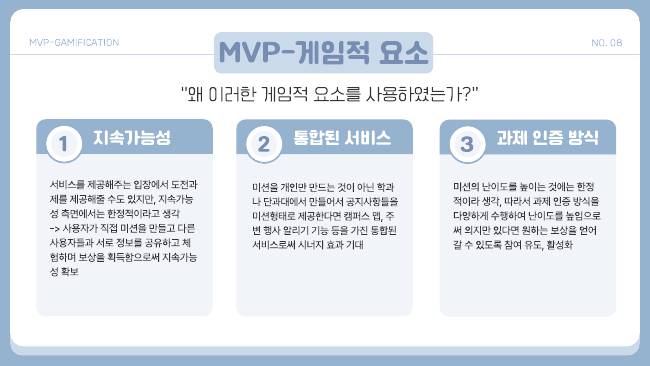 MVP-GAMIFICATION
NO. 08
MVP-게임적 요소
"왜 이러한 게임적 요소를 사용하였는가?"
1 지속가능성
서비스를 제공해주는 입장에서 도전과
제를 제공해줄 수도 있지만, 지속가능
성 측면에서는 한정적이라고 생각
-> 사용자가 직접 미션을 만들고 다른
사용자들과 서로 정보를 공유하고 체
험하며 보상을 획득함으로써 지속가능
성 확보
2 통합된 서비스
미션을 개인만 만드는 것이 아닌 학과
나 단과대에서 만들어서 공지사항들을
미션형태로 제공한다면 캠퍼스 맵, 주
변 행사 알리기 기능 등을 가진 통합된
서비스로써 시너지 효과 기대
3 과제 인증 방식
미션의 난이도를 높이는 것에는 한정
적이라 생각, 따라서 과제 인증 방식을
다양하게 수행하여 난이도를 높임으로
써 의지만 있다면 원하는 보상을 얻어
갈 수 있도록 참여 유도, 활성화